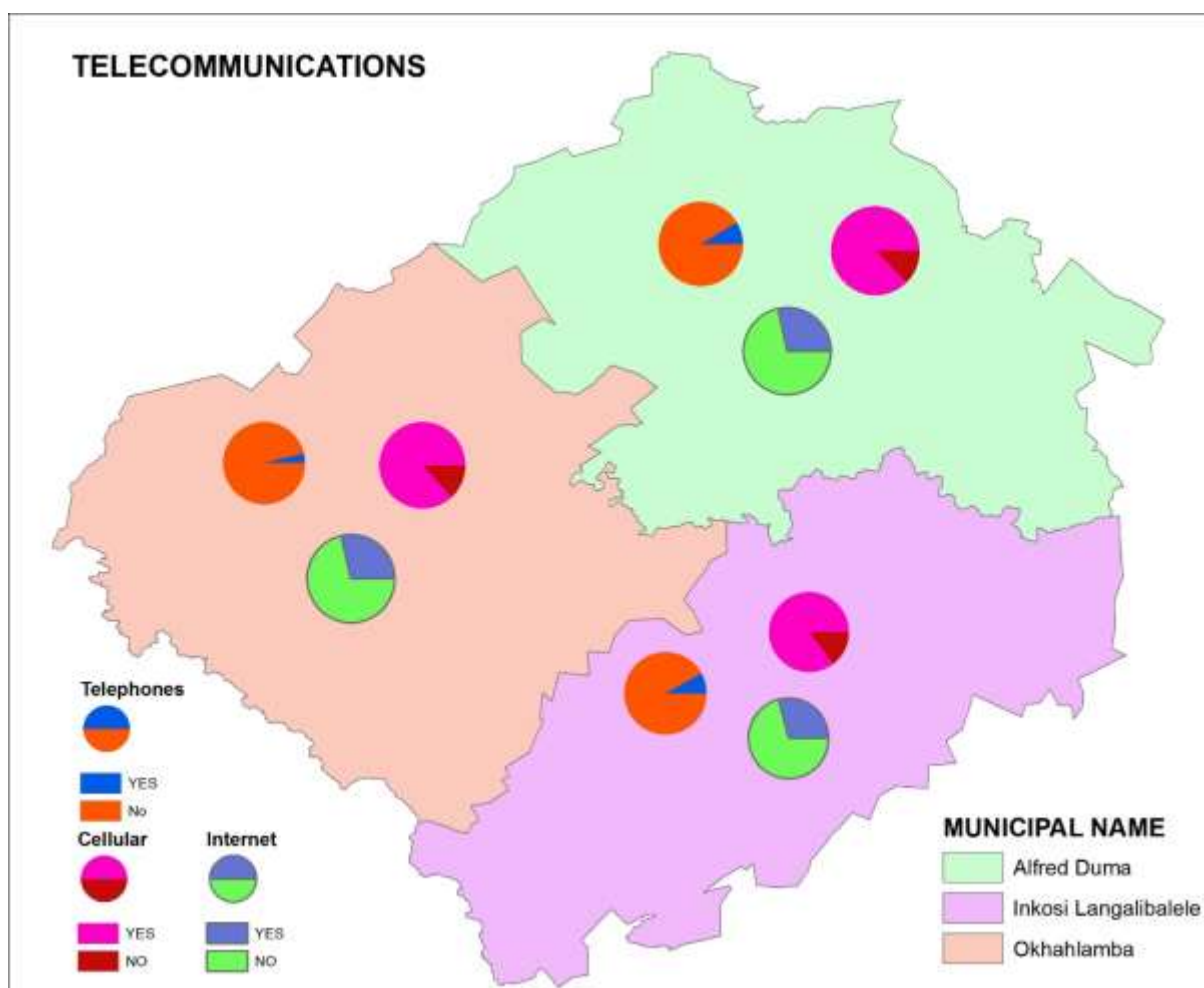 TELECOMMUNICATIONS
Telephones
YES
No
Cellular
YES
NO
Internet
YES
NO
MUNICIPAL NAME
Alfred Duma
Inkosi Langalibalele
Okhahlamba